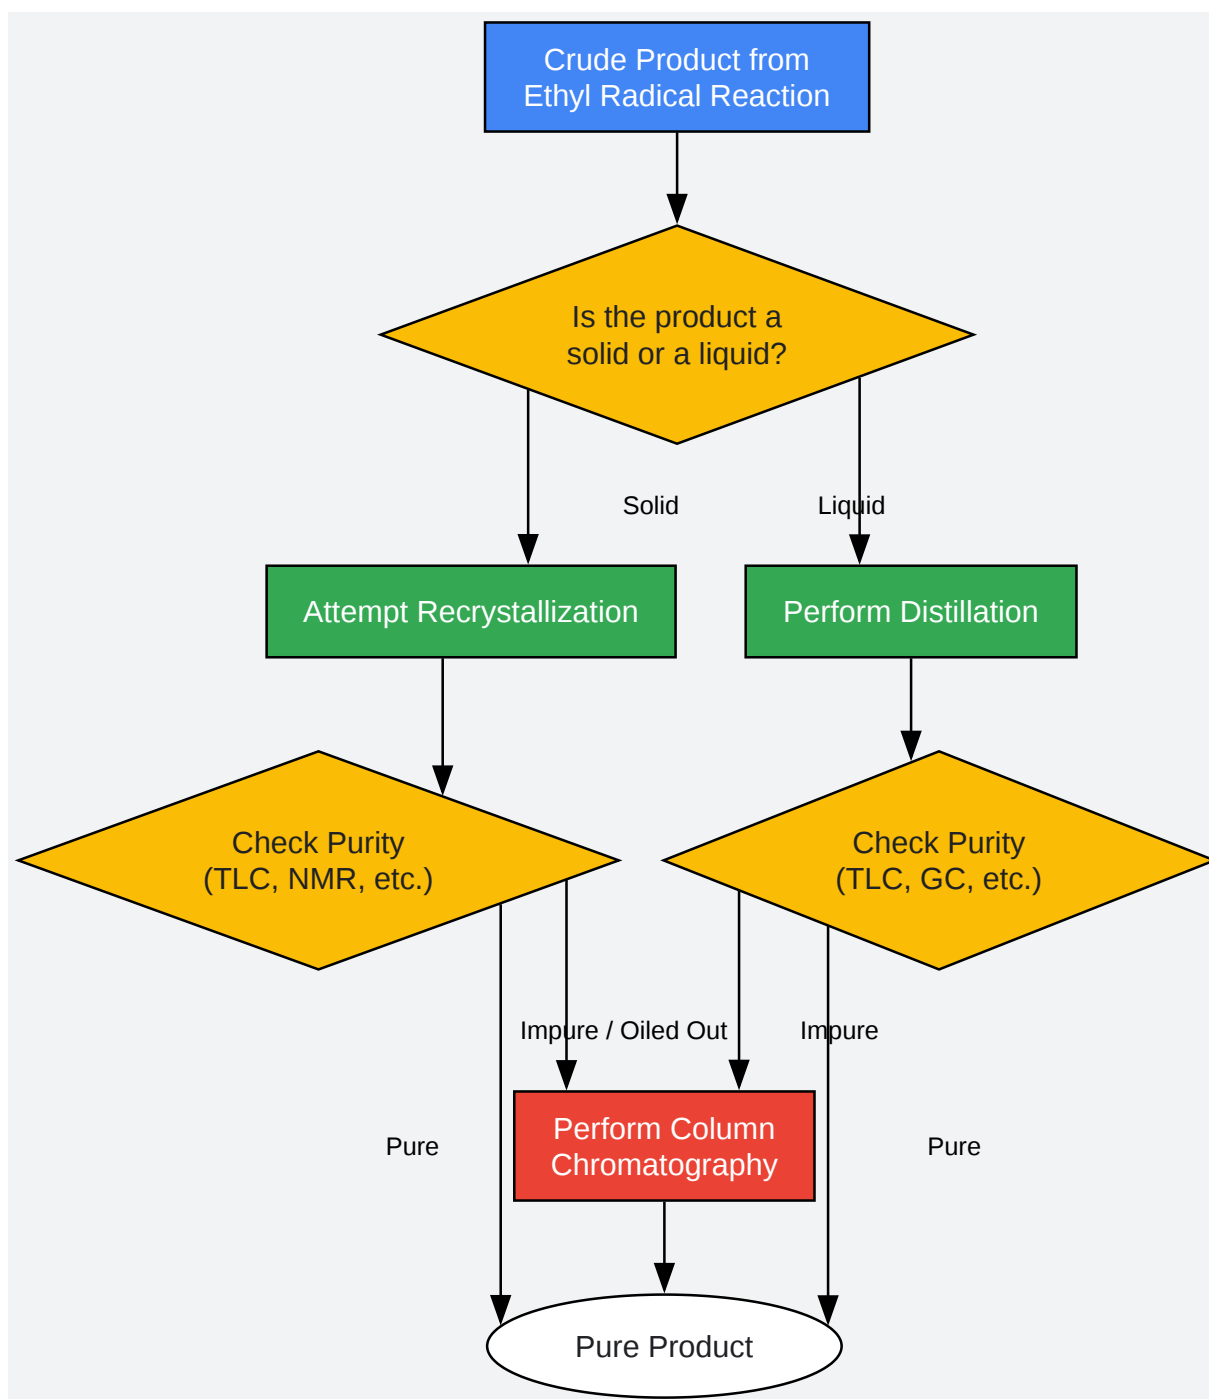 Crude Product from
Ethyl Radical Reaction
Is the product a
solid or a liquid?
Solid
Liquid
Attempt Recrystallization
Perform Distillation
Check Purity
(TLC, NMR, etc.)
Check Purity
(TLC, GC, etc.)
Impure / Oiled Out
Impure
Perform Column
Chromatography
Pure
Pure
Pure Product